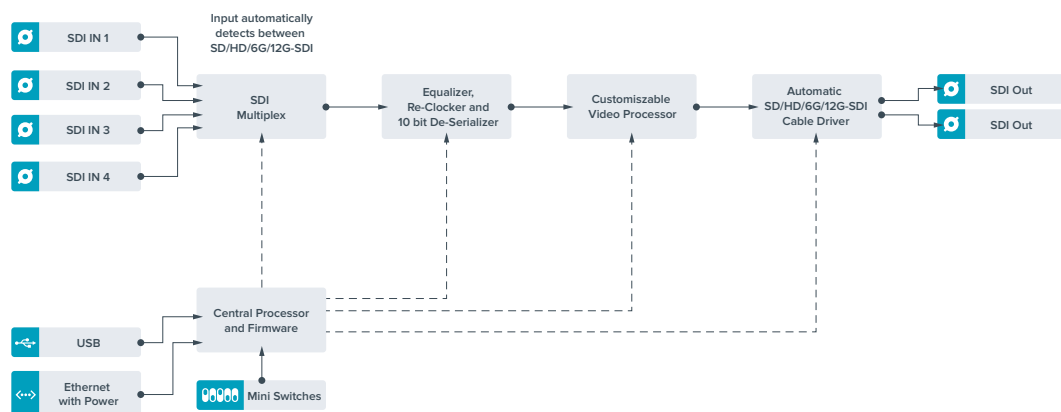 Input automatically
detects between
SD/HD/6G/12G-SDI
SDI IN 1
SDI IN 2
SDI IN 3
SDI IN 4
SDI
Multiplex
Equalizer,
Re-Clocker and
10 bit De-Serializer
Customiszable
Video Processor
Automatic
SD/HD/6G/12G-SDI
Cable Driver
SDI Out
SDI Out
Central Processor
and Firmware
USB
Ethernet
with Power
Mini Switches